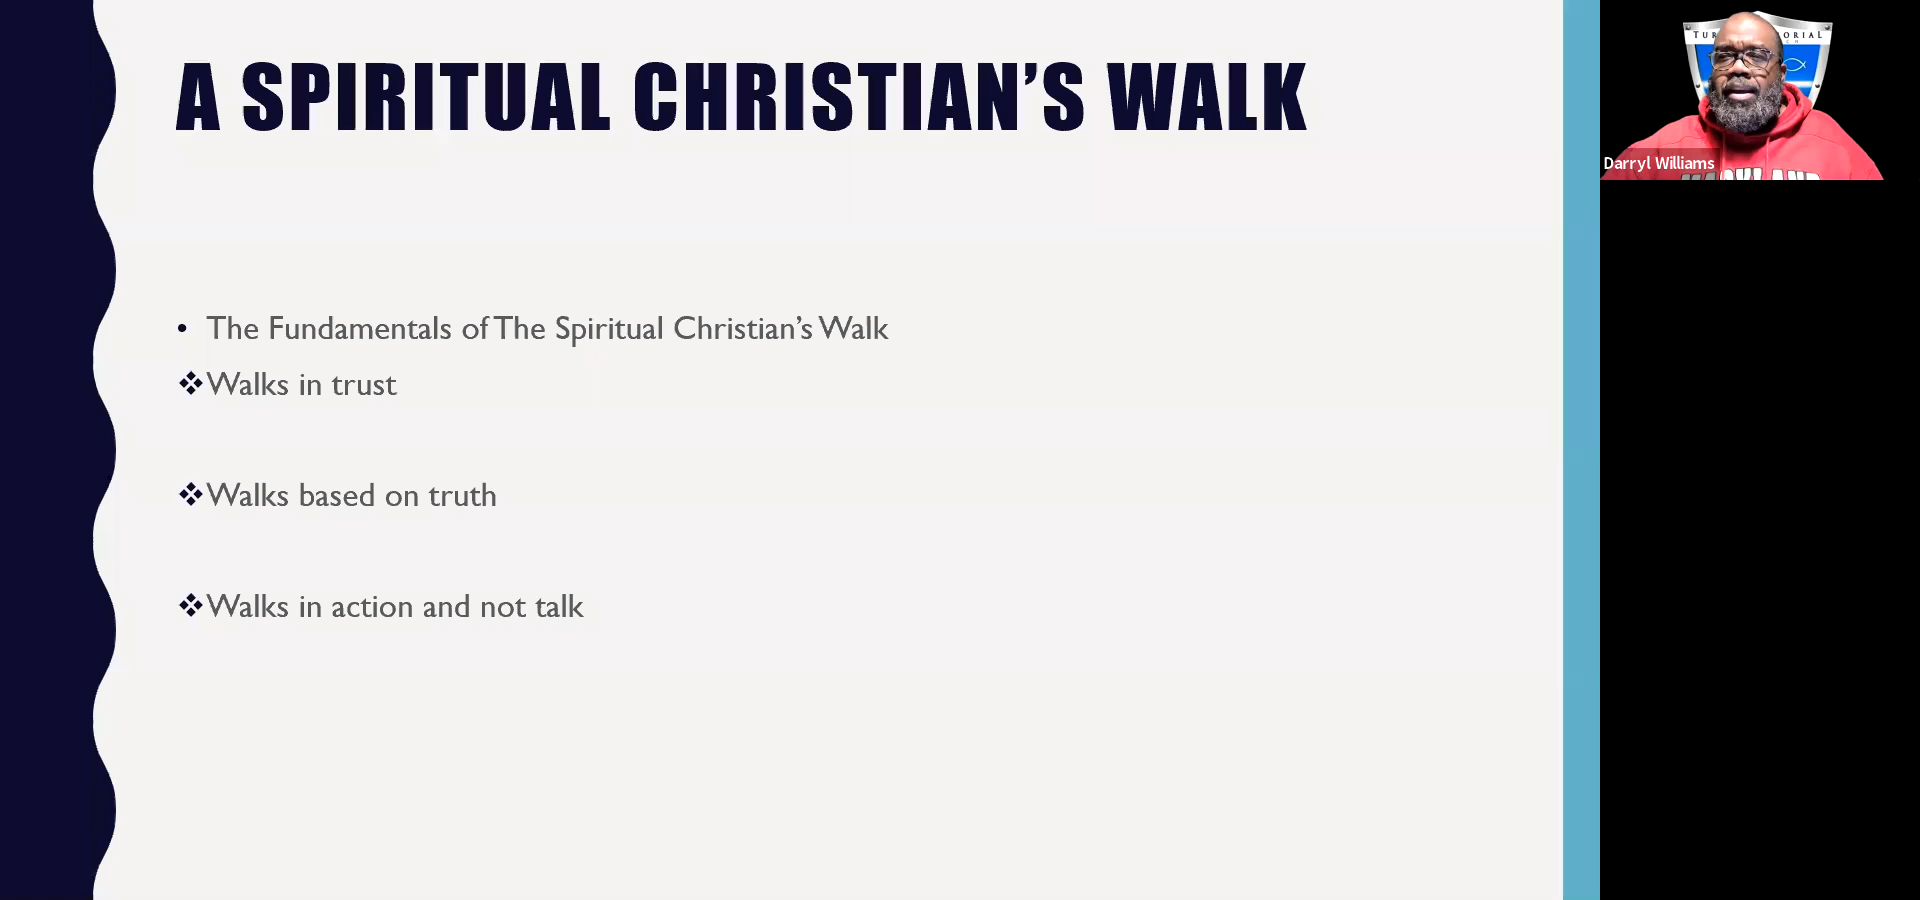 A SPIRITUAL CHRISTIAN’S WALK
• The Fundamentals of The Spiritual Christian’s Walk
❖Walks in trust
❖Walks based on truth
❖Walks in action and not talk
Darryl Williams